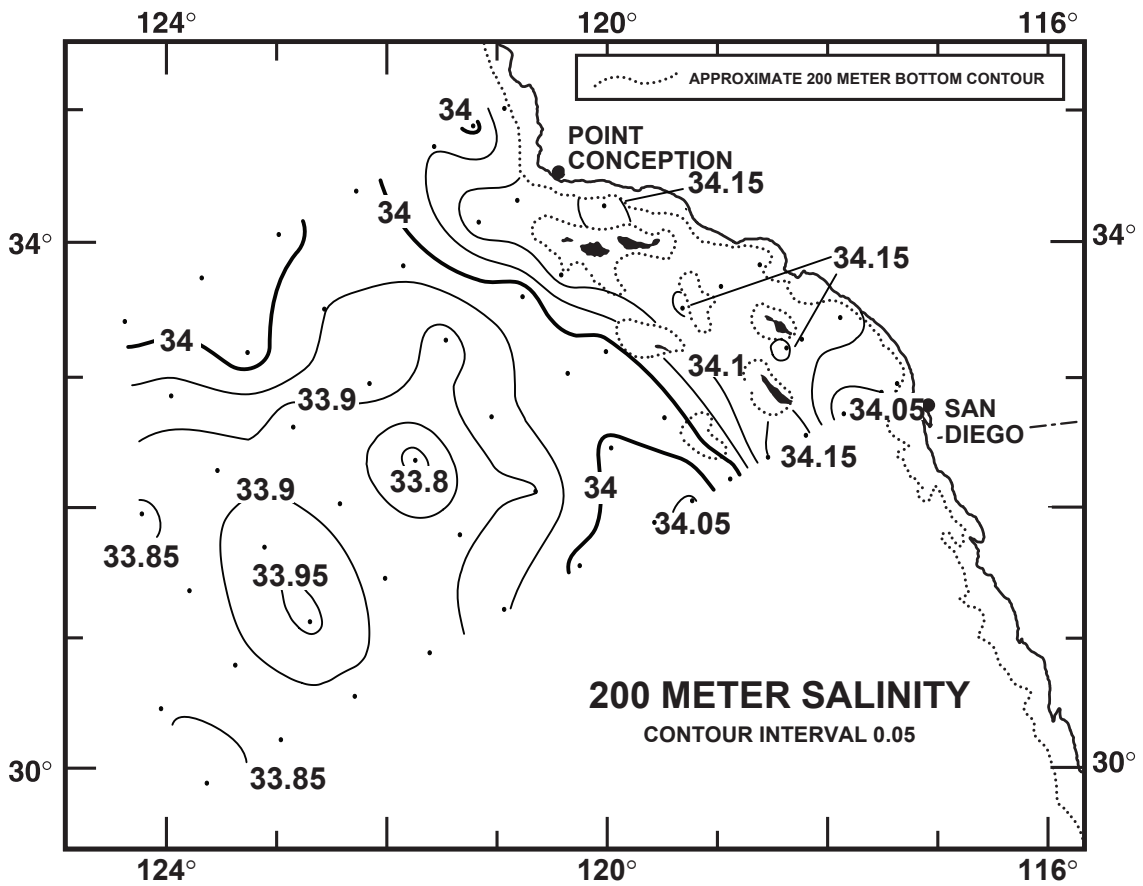 124° 120° 116°
APPROXIMATE 200 METER BOTTOM CONTOUR
34
POINT
CONCEPTION
34.15
34
34° 34°
34.15
34
34.1
33.9
34.05
SAN
DIEGO
34.15
33.8
33.9
34
34.05
33.85
33.95
200 METER SALINITY
CONTOUR INTERVAL 0.05
30° 30°
33.85
124° 120° 116°